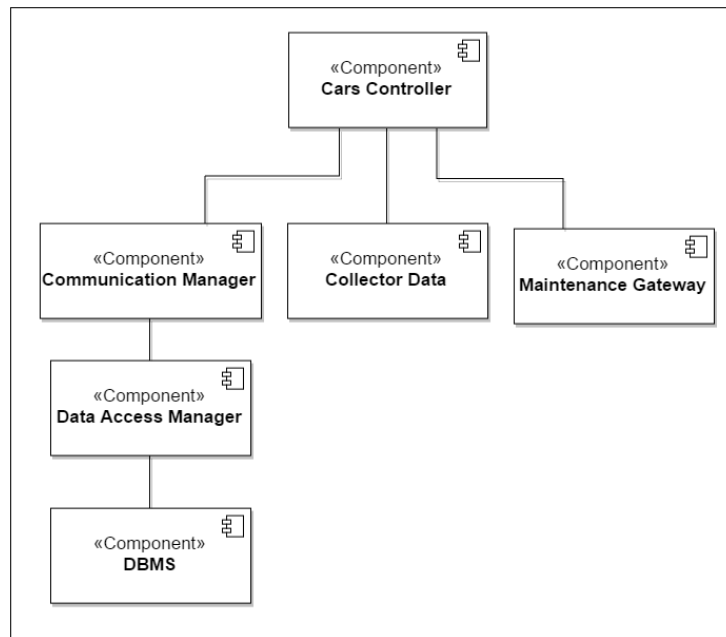 «Component»
Cars Controller
«Component»
Communication Manager
«Component»
Collector Data
«Component»
Maintenance Gateway
«Component»
Data Access Manager
«Component»
DBMS